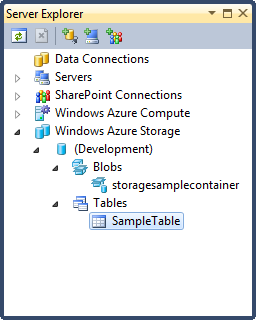 Server Explorer
Data Connections
Servers
SharePoint Connections
Windows Azure Compute
Windows Azure Storage
(Development)
Blobs
storagesamplecontainer
Tables
SampleTable